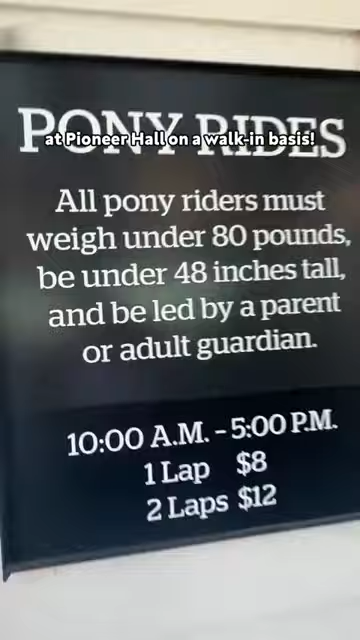 PONY RIDES
at Pioneer Hall on a walk-in basis!
All pony riders must
weigh under 80 pounds,
be under 48 inches tall,
and be led by a parent
or adult guardian.
10:00 A.M. - 5:00 P.M.
1 Lap $8
2 Laps $12